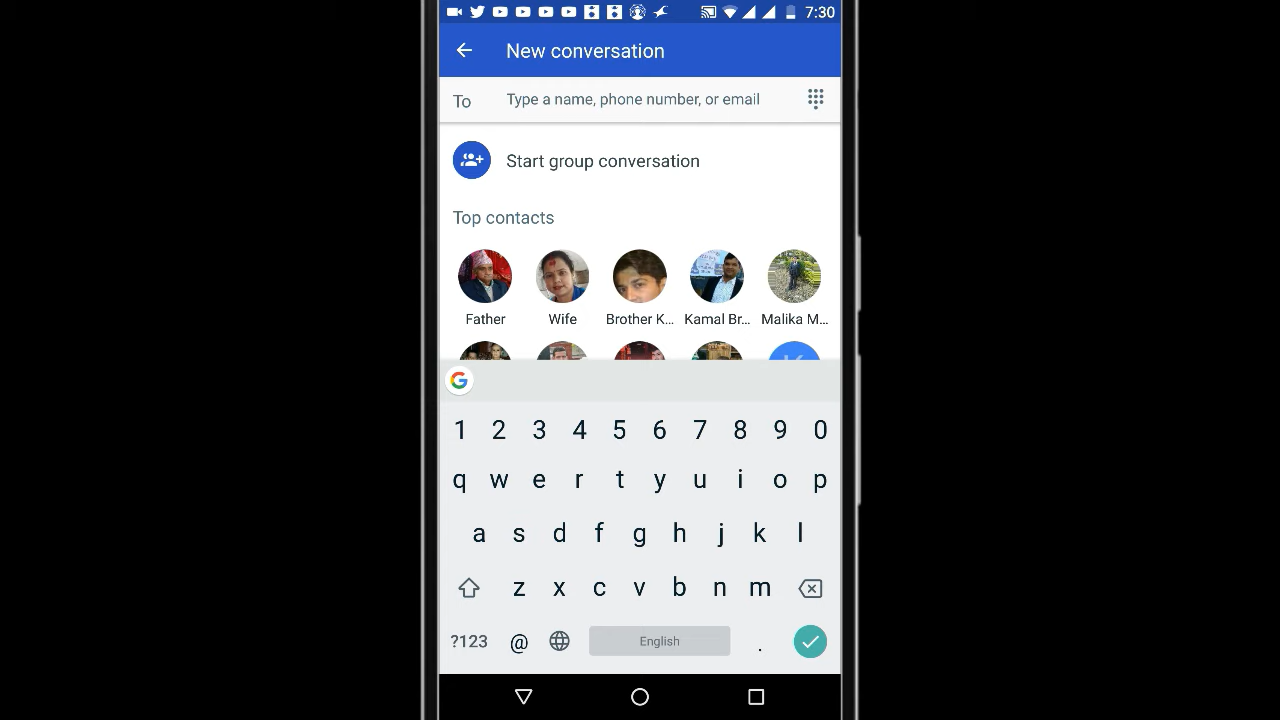 7:30
New conversation
To Type a name, phone number, or email
Start group conversation
Top contacts
Father Wife Brother K... Kamal Br... Malika M...
G
1 2 3 4 5 6 7 8 9 0
q w e r t y u i o p
a s d f g h j k l
z x c v b n m
?123 @ English .